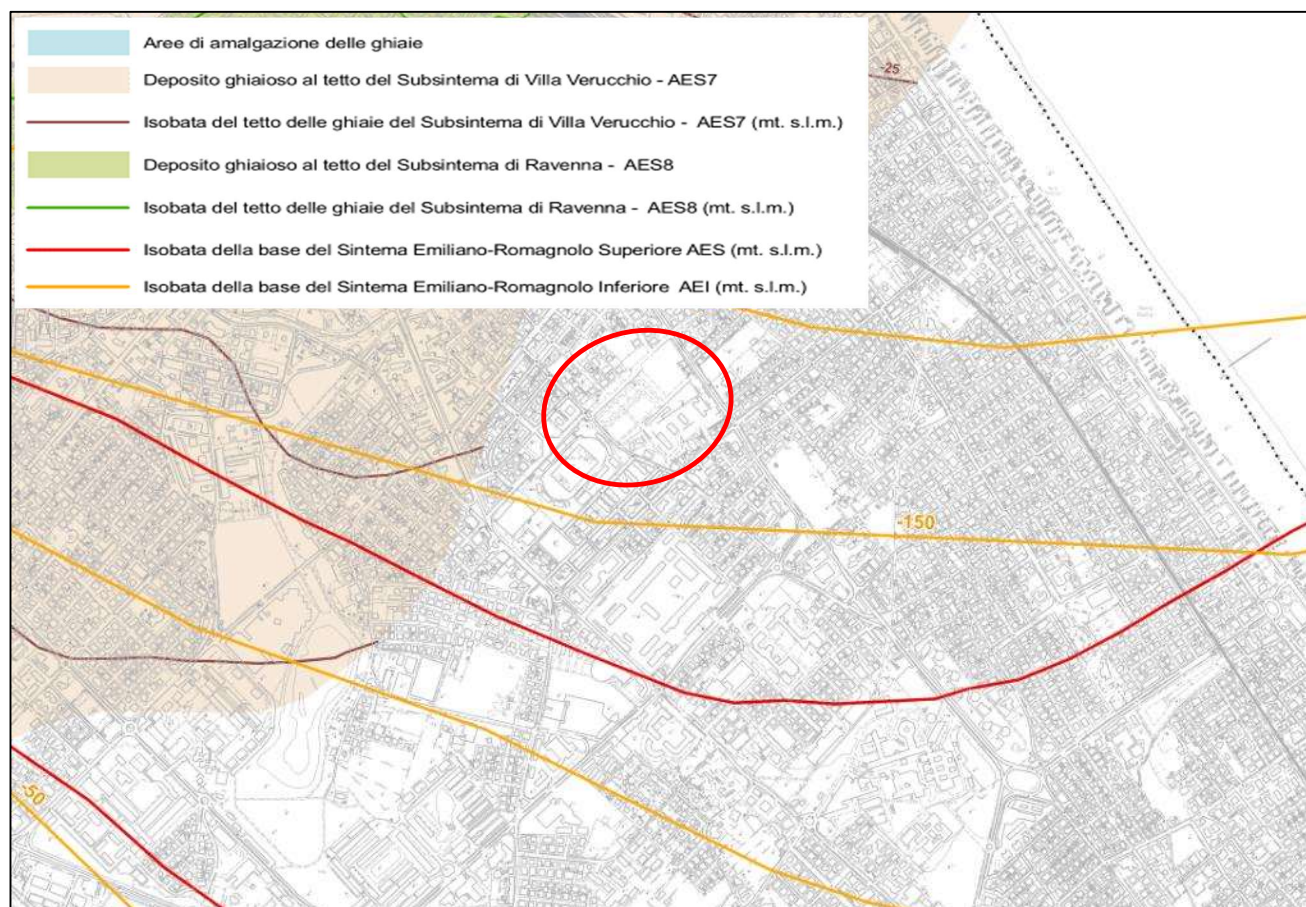 Aree di amalgazione delle ghiaie
Deposito ghiaioso al tetto del Subsintema di Villa Verucchio - AES7
Isobata del tetto delle ghiaie del Subsintema di Villa Verucchio - AES7 (mt. s.l.m.)
Deposito ghiaioso al tetto del Subsintema di Ravenna - AES8
Isobata del tetto delle ghiaie del Subsintema di Ravenna - AES8 (mt. s.l.m.)
Isobata della base del Sintema Emiliano-Romagnolo Superiore AES (mt. s.l.m.)
Isobata della base del Sintema Emiliano-Romagnolo Inferiore AEI (mt. s.l.m.)
-25
-150
-50